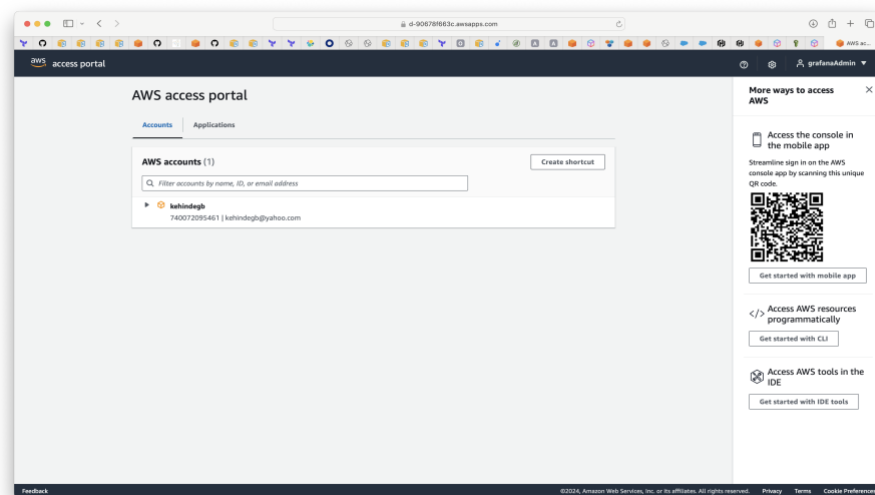 d-90678f663c.awsapps.com
AWS ac...
aws access portal
grafanaAdmin
AWS access portal
Accounts
Applications
AWS accounts (1)
Create shortcut
Filter accounts by name, ID, or email address
kehindegb
740072095461 | kehindegb@yahoo.com
More ways to access
AWS
Access the console in
the mobile app
Streamline sign in on the AWS
console app by scanning this unique
QR code.
Get started with mobile app
</> Access AWS resources
programmatically
Get started with CLI
Access AWS tools in the
IDE
Get started with IDE tools
Feedback
©2024, Amazon Web Services, Inc. or its affiliates. All rights reserved. Privacy Terms Cookie Preferences